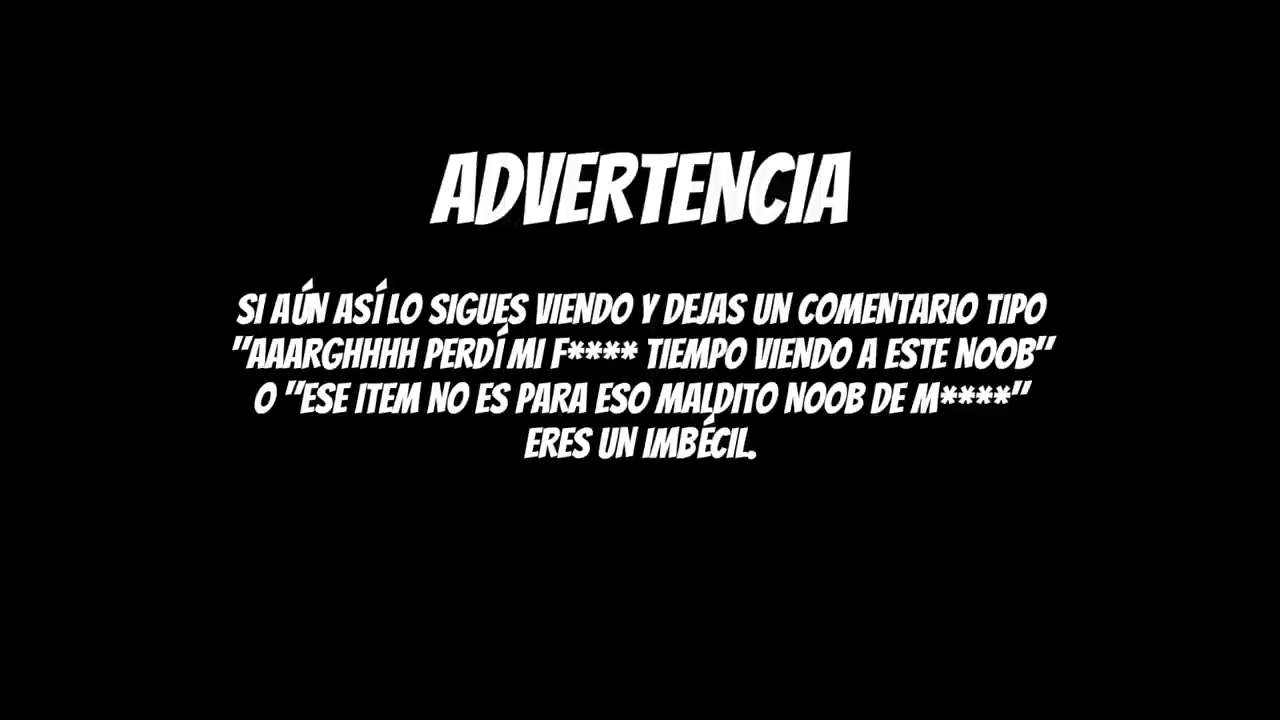 ADVERTENCIA
SI AÚN ASÍ LO SIGUES VIENDO Y DEJAS UN COMENTARIO TIPO
"AAARGHHHH PERDÍ MI F**** TIEMPO VIENDO A ESTE NOOB"
O "ESE ITEM NO ES PARA ESO MALDITO NOOB DE M****"
ERES UN IMBÉCIL.